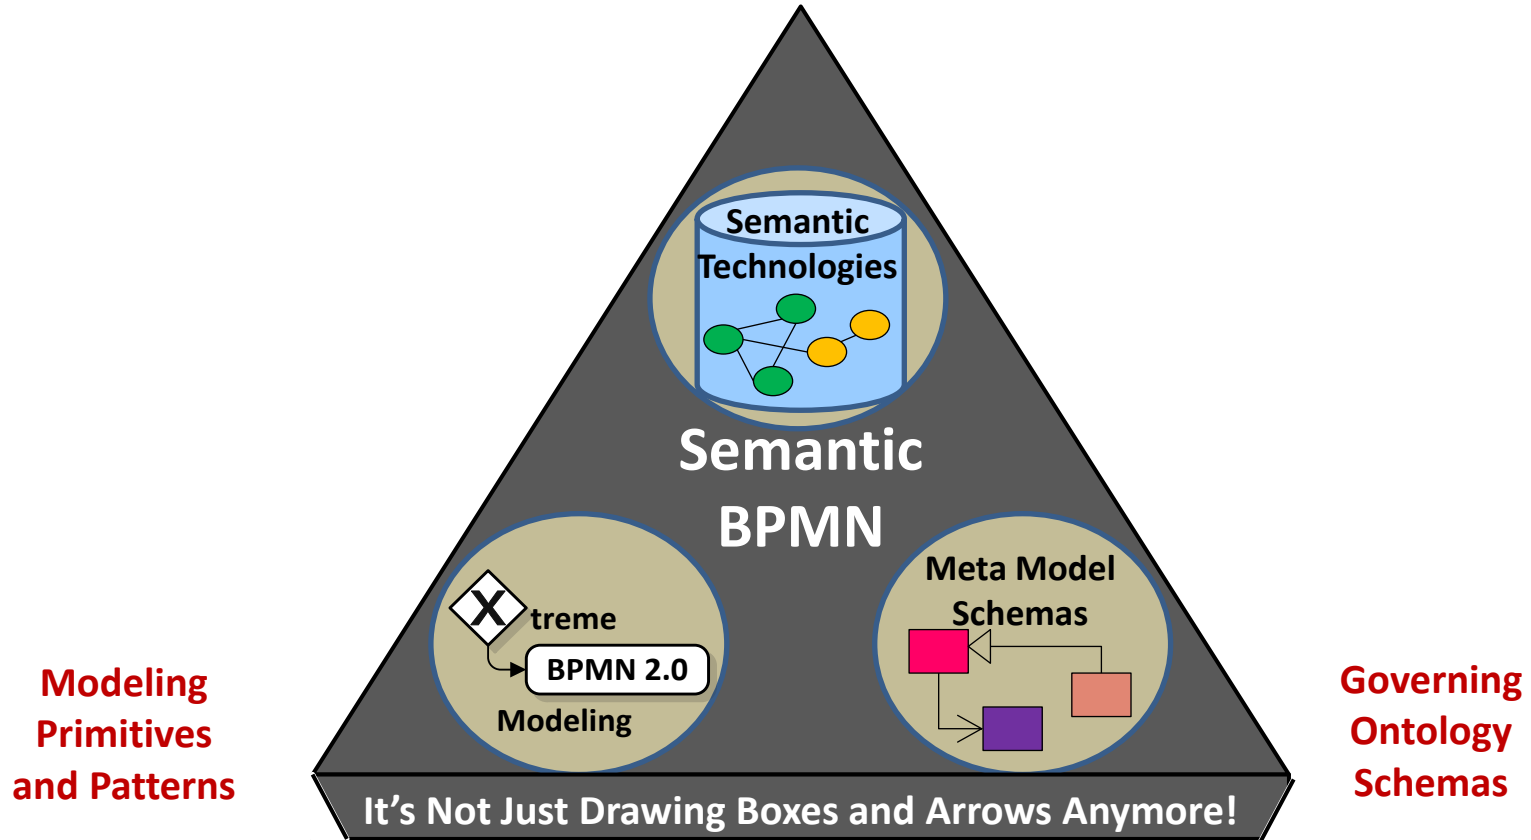 Semantic
Technologies
Semantic
BPMN
X treme
BPMN 2.0
Modeling
Meta Model
Schemas
Modeling
Primitives
and Patterns
Governing
Ontology
Schemas
It's Not Just Drawing Boxes and Arrows Anymore!